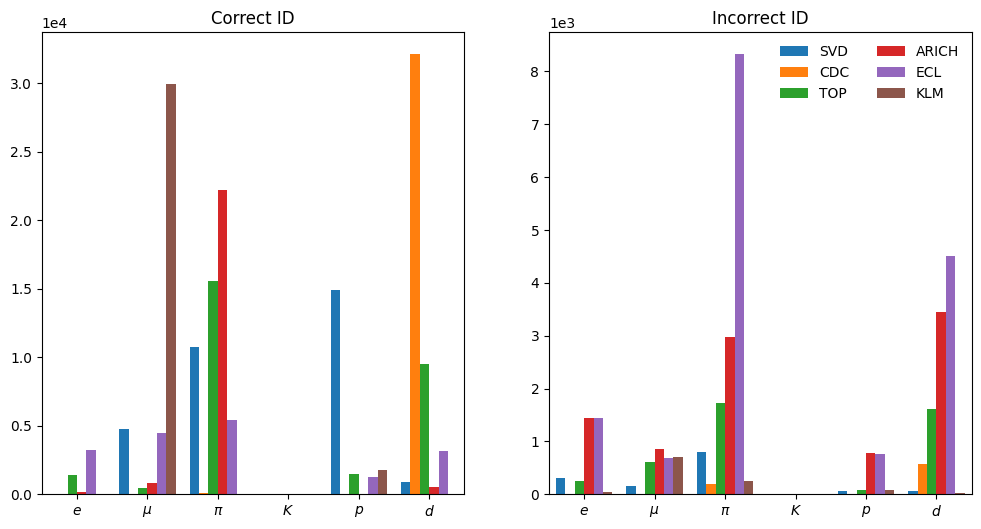 Correct ID
1e4
3.0
2.5
2.0
1.5
1.0
0.5
0.0
e μ π K p d
Incorrect ID
1e3
8
7
6
5
4
3
2
1
0
e μ π K p d
SVD ARICH
CDC ECL
TOP KLM